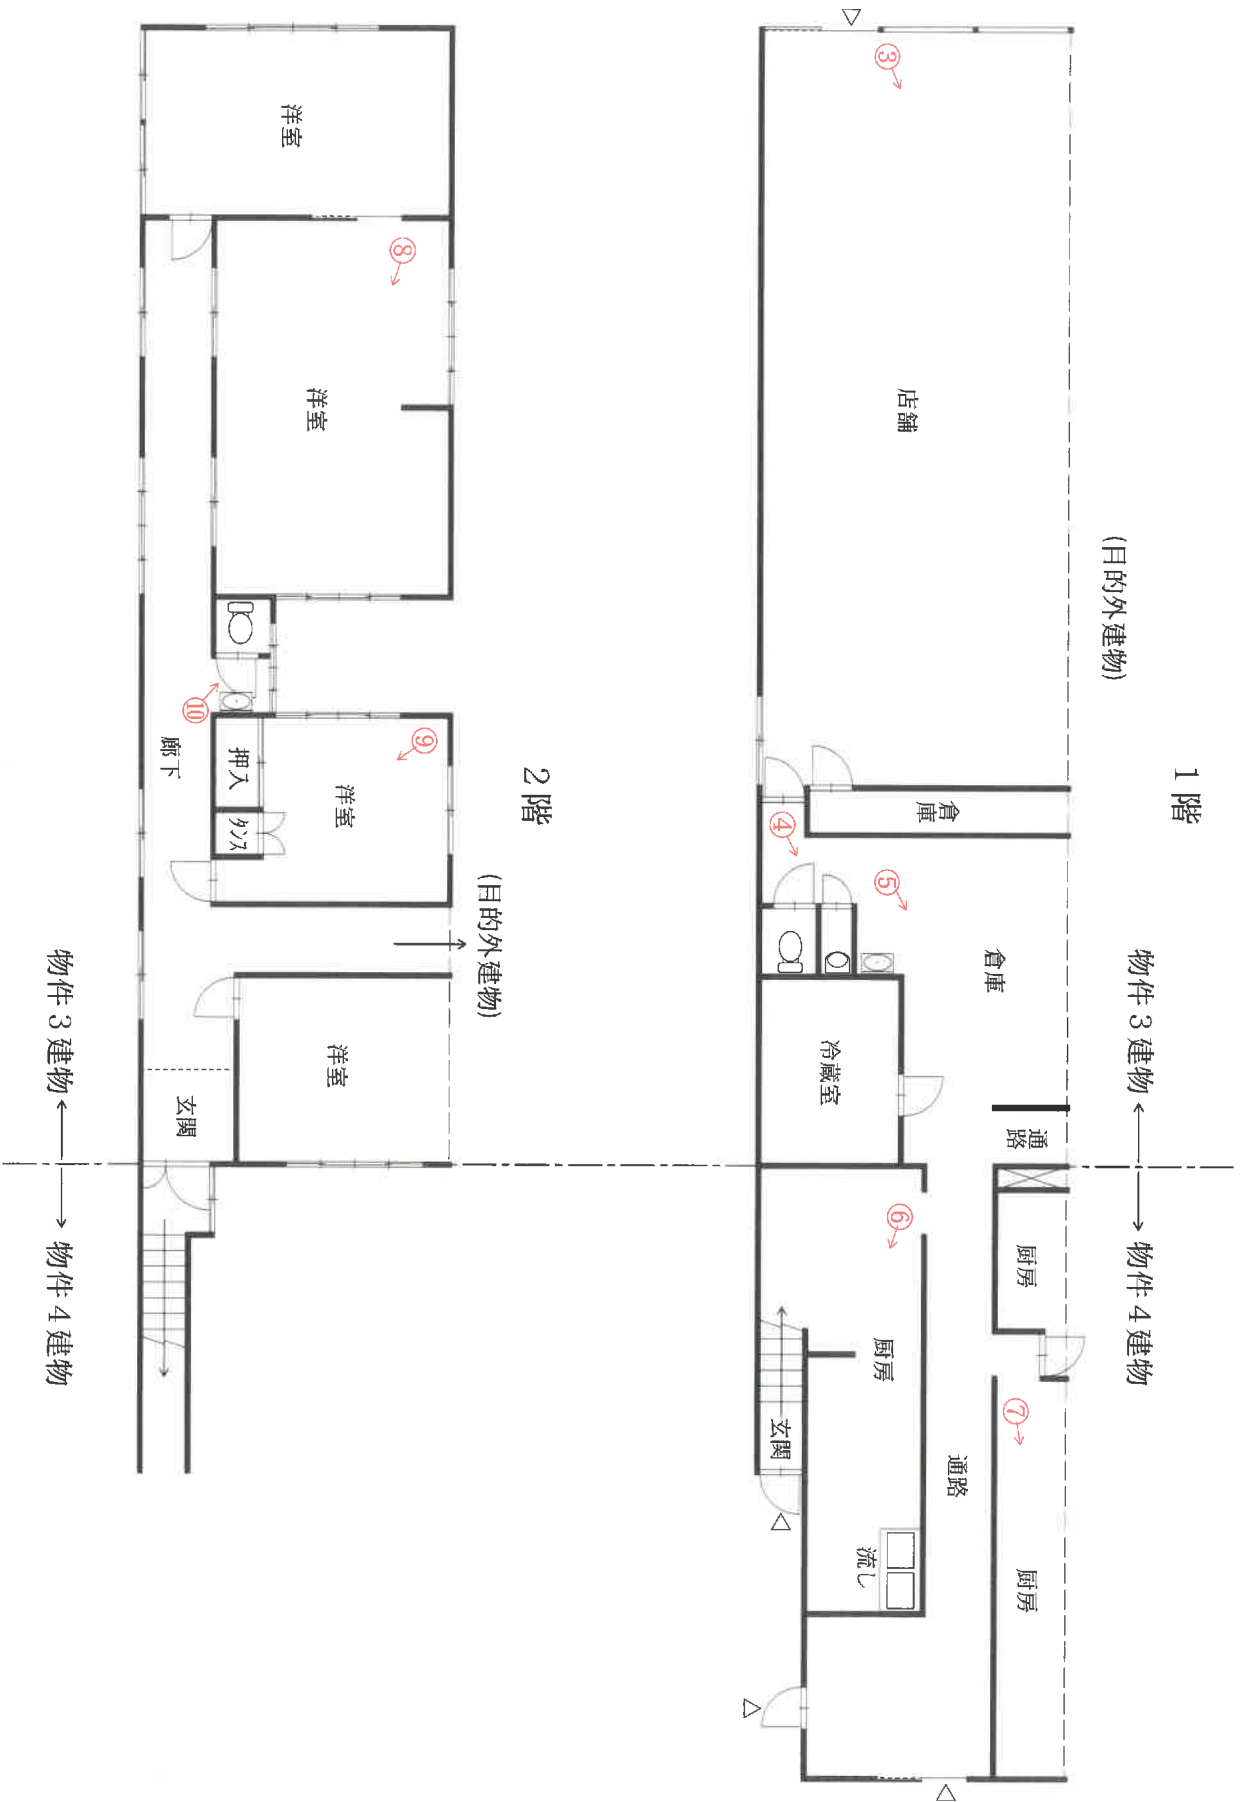 1階
(目的外建物)
物件3建物
物件4建物
③
店舗
倉庫
④
⑤
倉庫
冷蔵室
通路
厨房
⑥
厨房
玄関
流し
通路
⑦
厨房
2階
(目的外建物)
洋室
⑧
洋室
⑩
廊下
押入
タンス
⑨
洋室
洋室
玄関
物件3建物
物件4建物